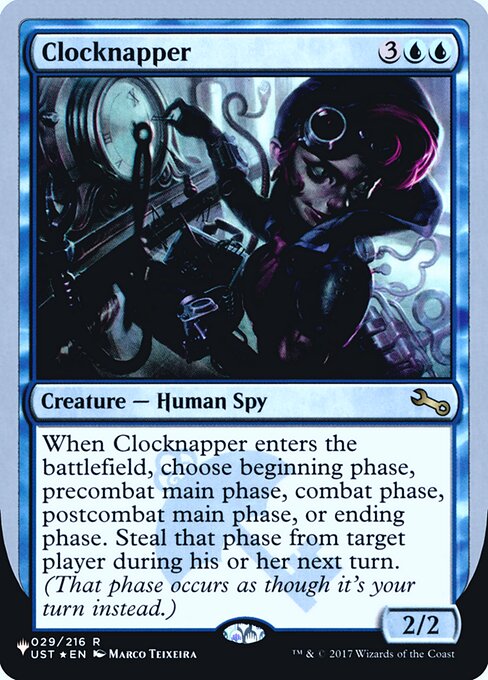 Clocknapper 3
X
III
Creature — Human Spy
When Clocknapper enters the
battlefield, choose beginning phase,
precombat main phase, combat phase,
postcombat main phase, or ending
phase. Steal that phase from target
player during his or her next turn.
(That phase occurs as though it's your
turn instead.)
2/2
029/216 R
UST ★ EN Marco Teixeira
™ & © 2017 Wizards of the Coast